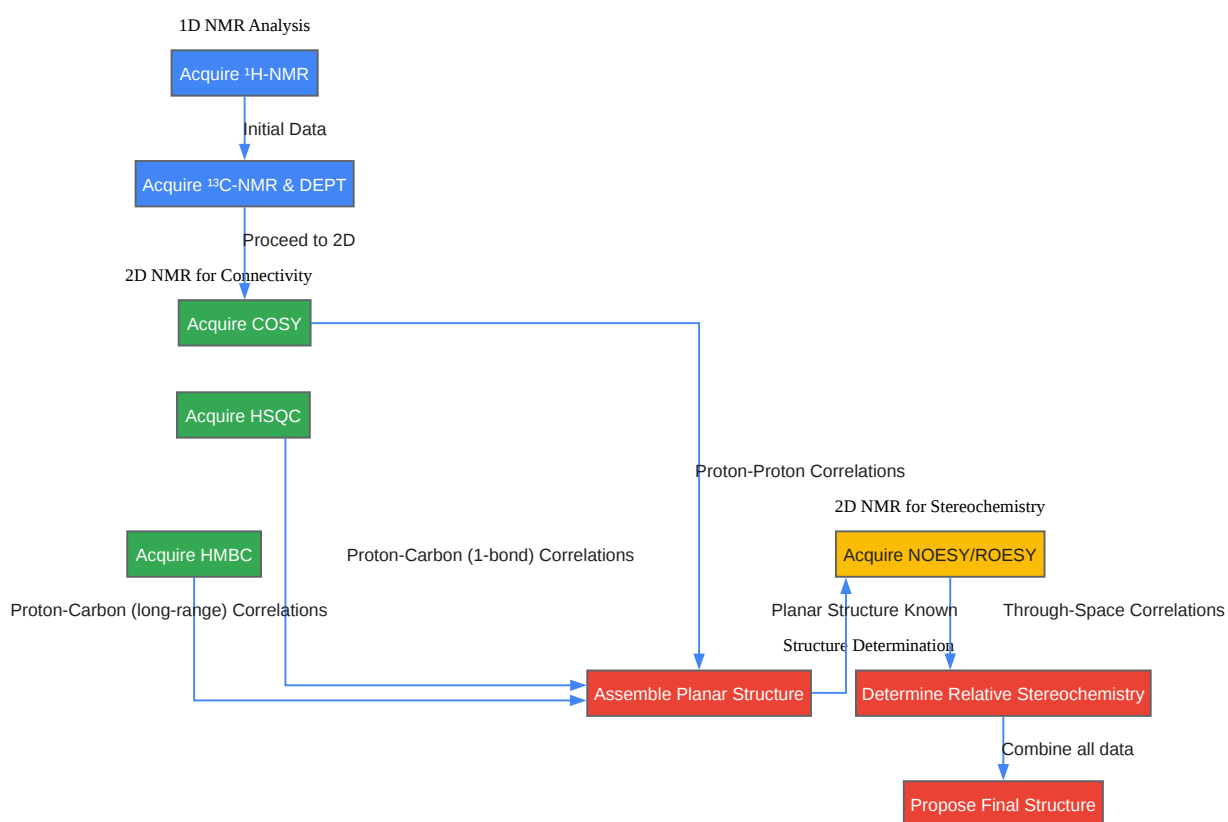 1D NMR Analysis
Acquire ¹H-NMR
Initial Data
Acquire ¹³C-NMR & DEPT
Proceed to 2D
2D NMR for Connectivity
Acquire COSY
Acquire HSQC
Proton-Proton Correlations
2D NMR for Stereochemistry
Acquire HMBC
Proton-Carbon (1-bond) Correlations
Acquire NOESY/ROESY
Proton-Carbon (long-range) Correlations
Planar Structure Known
Through-Space Correlations
Structure Determination
Assemble Planar Structure
Determine Relative Stereochemistry
Combine all data
Propose Final Structure